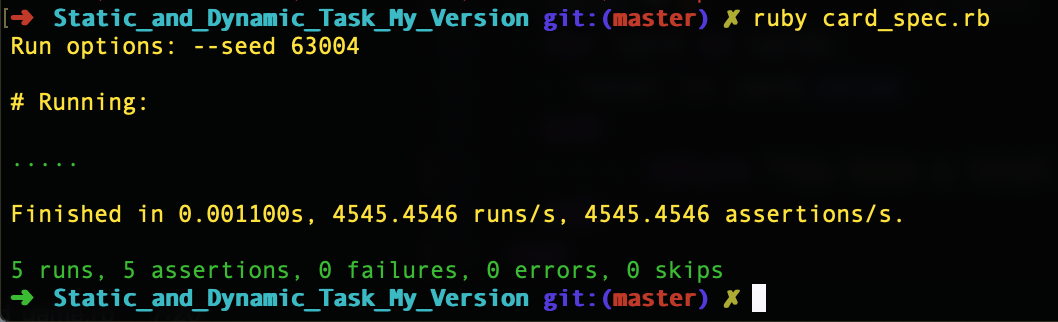 [➜ Static_and_Dynamic_Task_My_Version git:(master) ✗ ruby card_spec.rb
Run options: --seed 63004
# Running:
.....
Finished in 0.001100s, 4545.4546 runs/s, 4545.4546 assertions/s.
5 runs, 5 assertions, 0 failures, 0 errors, 0 skips
➜ Static_and_Dynamic_Task_My_Version git:(master) ✗